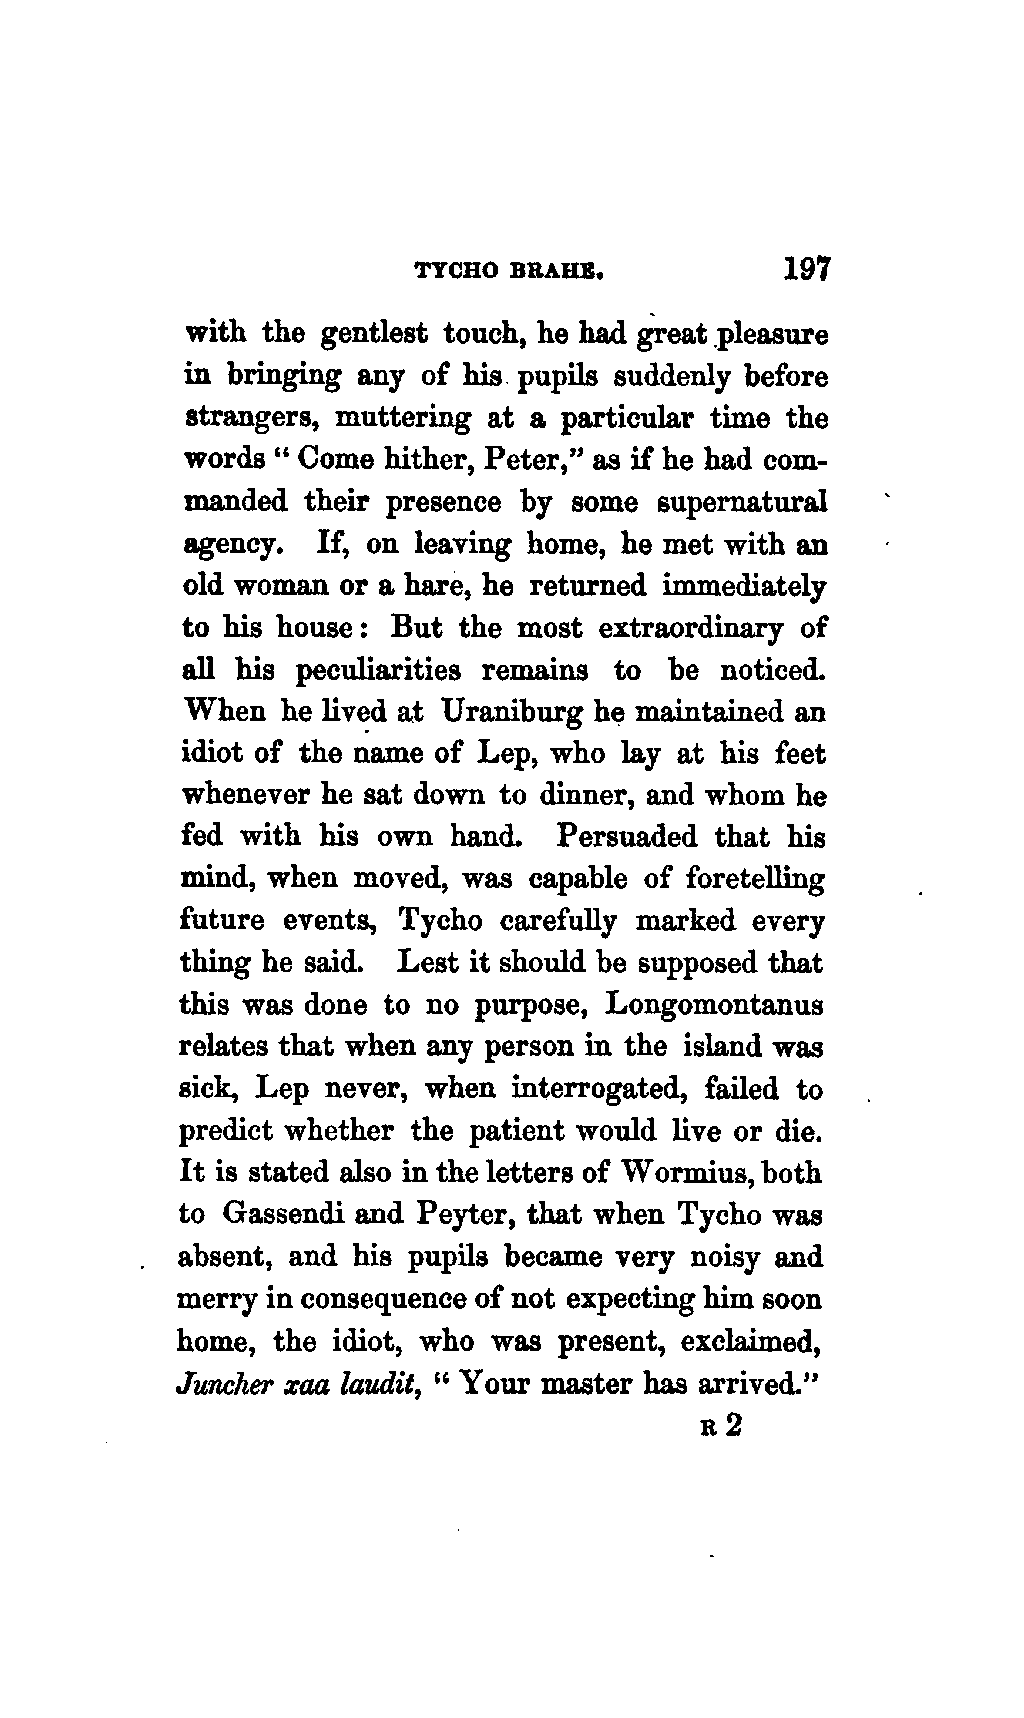 TYCHO BRAHE. 197
with the gentlest touch, he had great pleasure
in bringing any of his pupils suddenly before
strangers, muttering at a particular time the
words " Come hither, Peter," as if he had com-
manded their presence by some supernatural
agency. If, on leaving home, he met with an
old woman or a hare, he returned immediately
to his house: But the most extraordinary of
all his peculiarities remains to be noticed.
When he lived at Uraniburg he maintained an
idiot of the name of Lep, who lay at his feet
whenever he sat down to dinner, and whom he
fed with his own hand. Persuaded that his
mind, when moved, was capable of foretelling
future events, Tycho carefully marked every
thing he said. Lest it should be supposed that
this was done to no purpose, Longomontanus
relates that when any person in the island was
sick, Lep never, when interrogated, failed to
predict whether the patient would live or die.
It is stated also in the letters of Wormius, both
to Gassendi and Peyter, that when Tycho was
absent, and his pupils became very noisy and
merry in consequence of not expecting him soon
home, the idiot, who was present, exclaimed,
Juncher xaa laudit, " Your master has arrived."
R 2